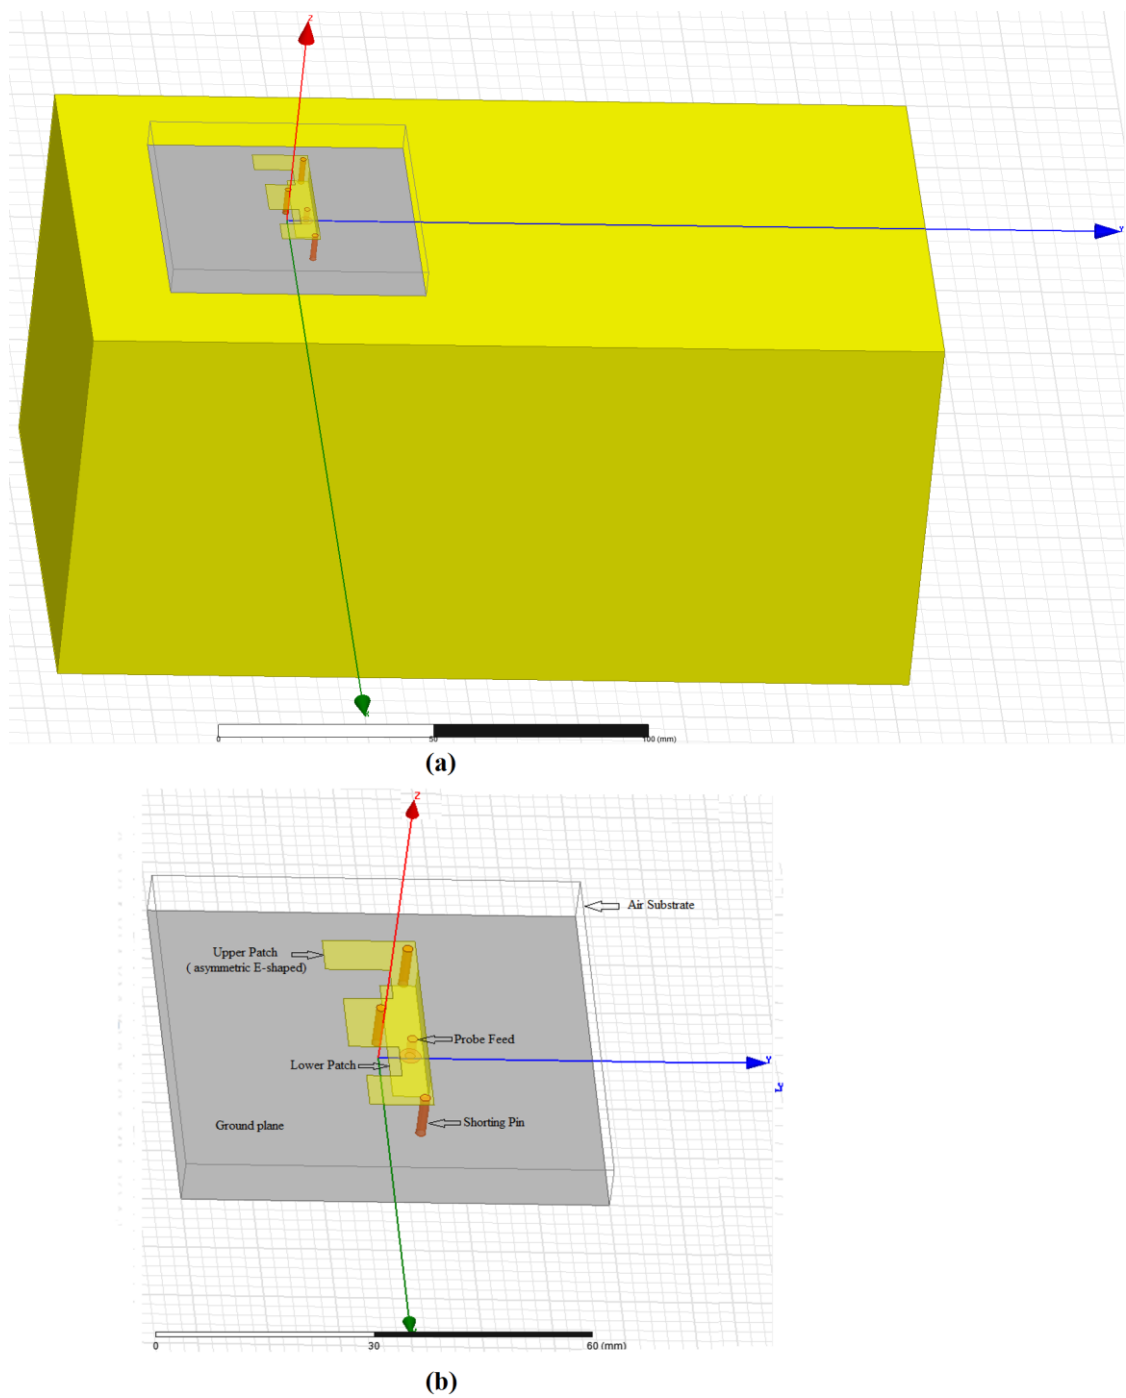 Z
Y
X
0
50
100 (mm)
(a)
Z
Air Substrate
Upper Patch
( asymmetric E-shaped)
Probe Feed
Y
Lower Patch
Shorting Pin
Ground plane
0
30
60 (mm)
(b)